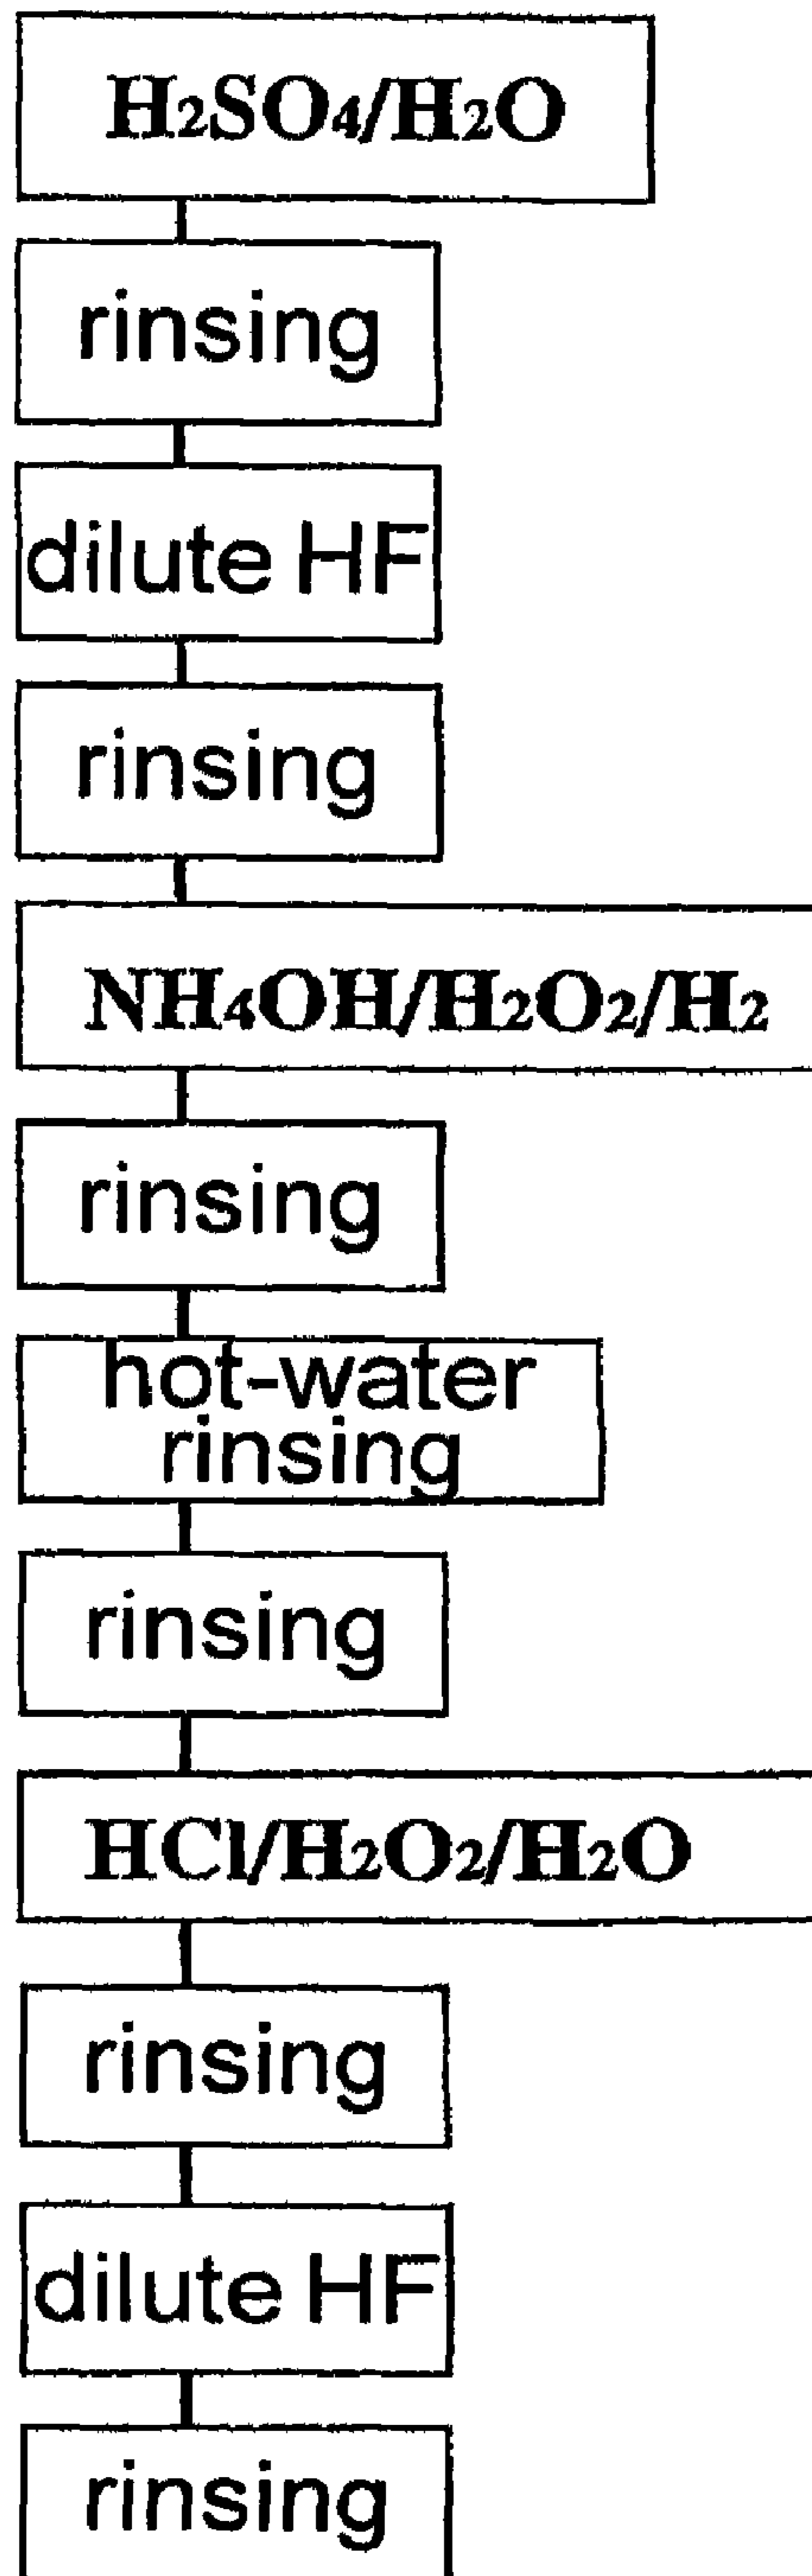 H₂SO₄/H₂O
rinsing
dilute HF
rinsing
NH₄OH/H₂O₂/H₂
rinsing
hot-water
rinsing
rinsing
HCl/H₂O₂/H₂O
rinsing
dilute HF
rinsing